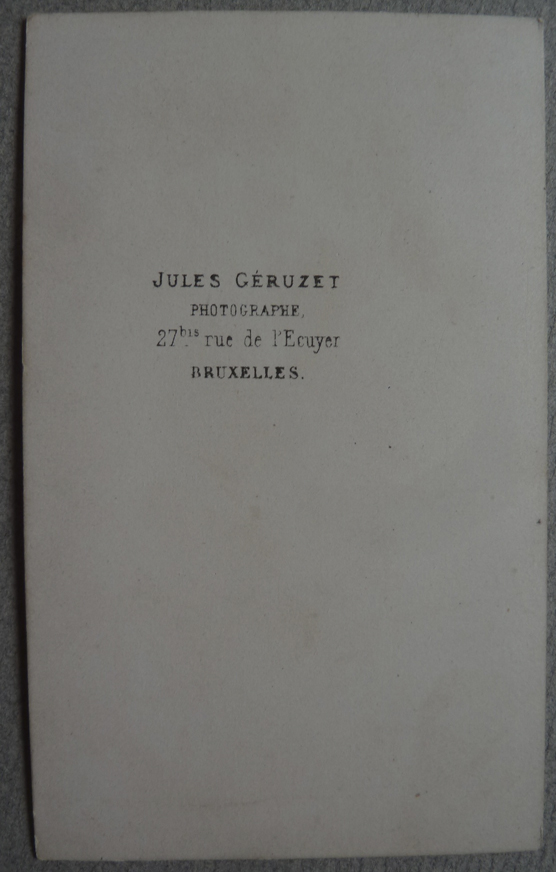 JULES GÉRUZET
PHOTOGRAPHE,
27bis rue de l'Ecuyer
BRUXELLES.